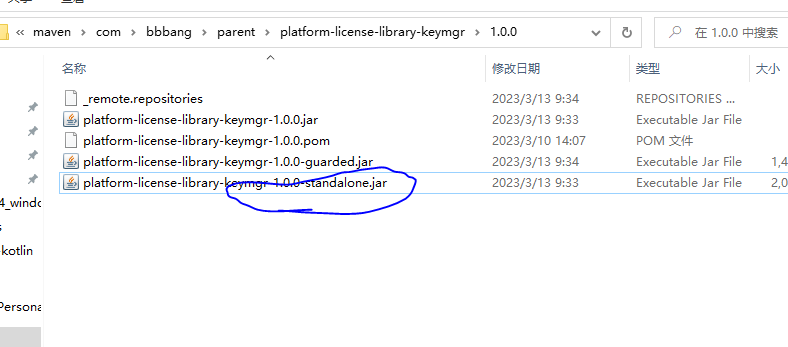 « maven > com > bbbang > parent > platform-license-library-keymgr > 1.0.0
在 1.0.0 中搜索
名称 修改日期 类型 大小
_remote.repositories 2023/3/13 9:34 REPOSITORIES ...
platform-license-library-keymgr-1.0.0.jar 2023/3/13 9:33 Executable Jar File
platform-license-library-keymgr-1.0.0.pom 2023/3/10 14:07 POM 文件
platform-license-library-keymgr-1.0.0-guarded.jar 2023/3/13 9:34 Executable Jar File 1,4
platform-license-library-keymgr-1.0.0-standalone.jar 2023/3/13 9:33 Executable Jar File 2,0
4_windo
s
kotlin
Persona